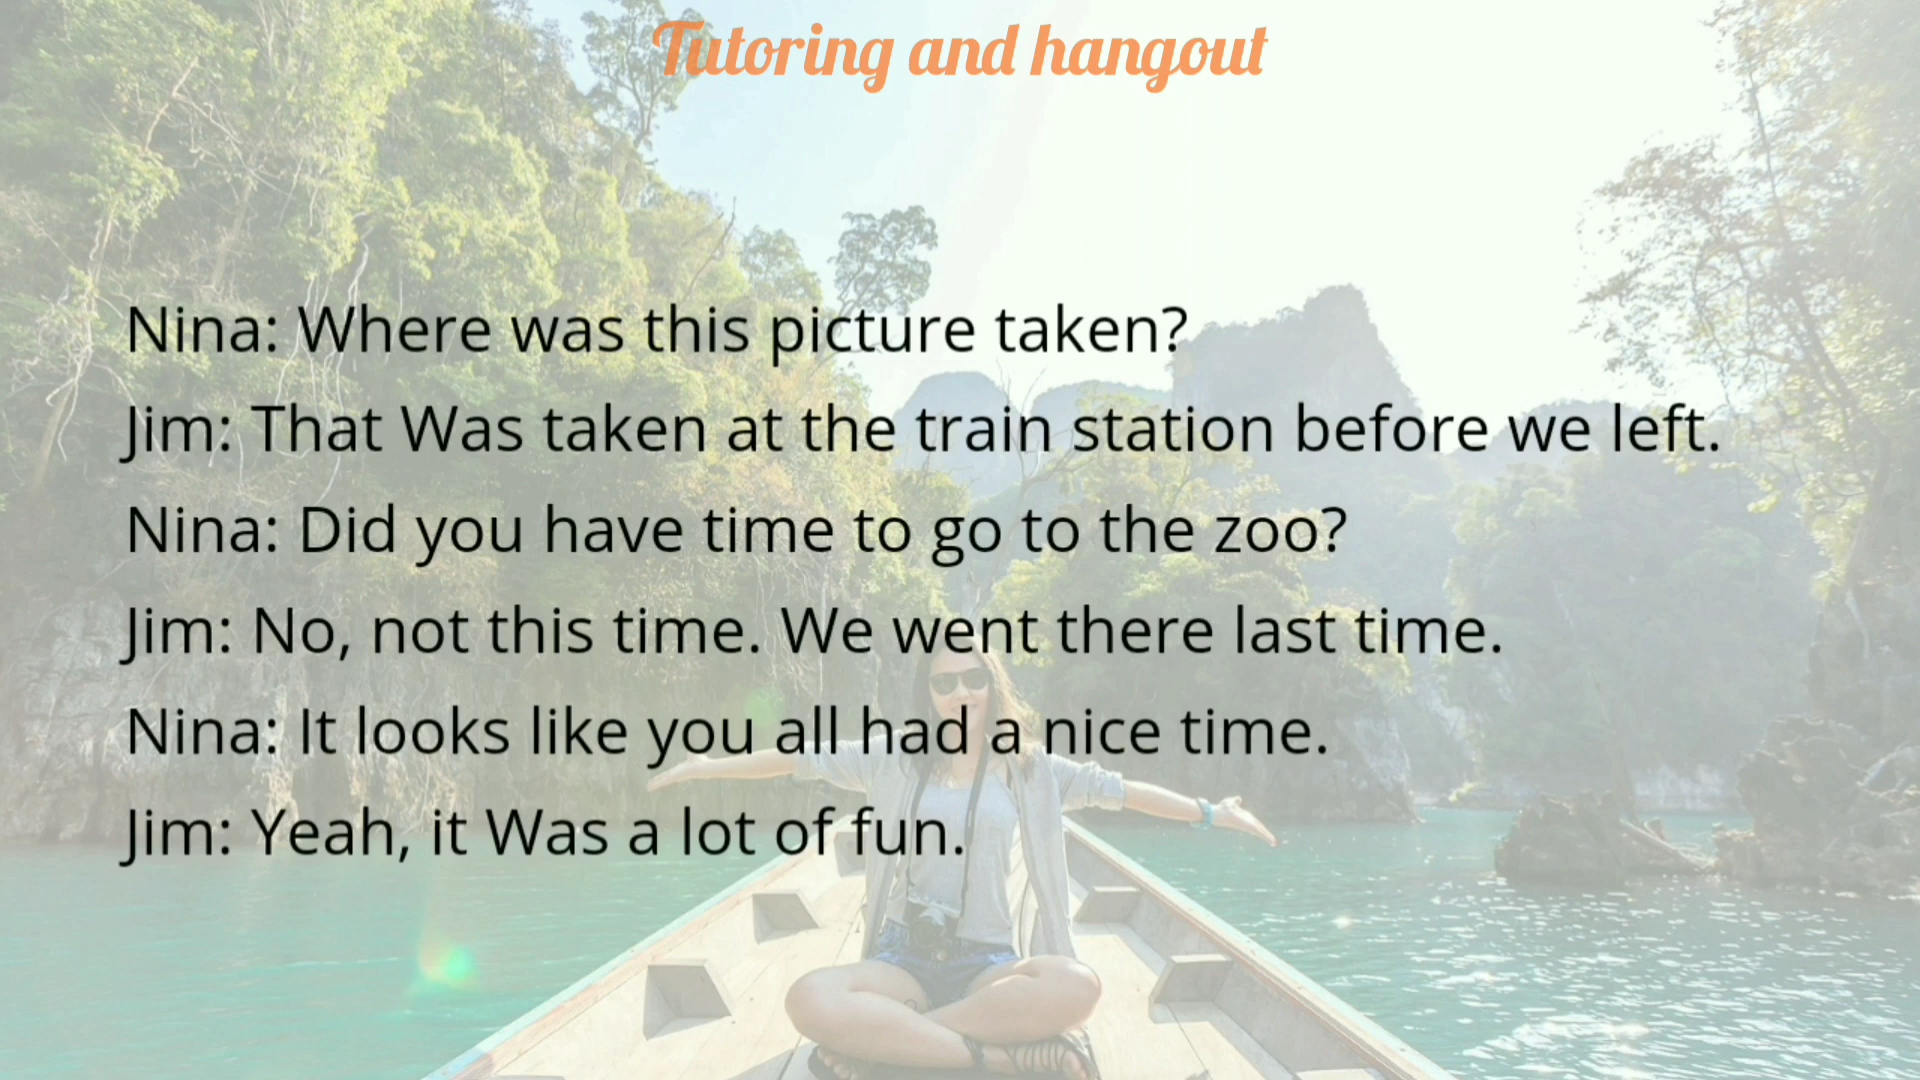 Tutoring and hangout
Nina: Where was this picture taken?
Jim: That Was taken at the train station before we left.
Nina: Did you have time to go to the zoo?
Jim: No, not this time. We went there last time.
Nina: It looks like you all had a nice time.
Jim: Yeah, it Was a lot of fun.